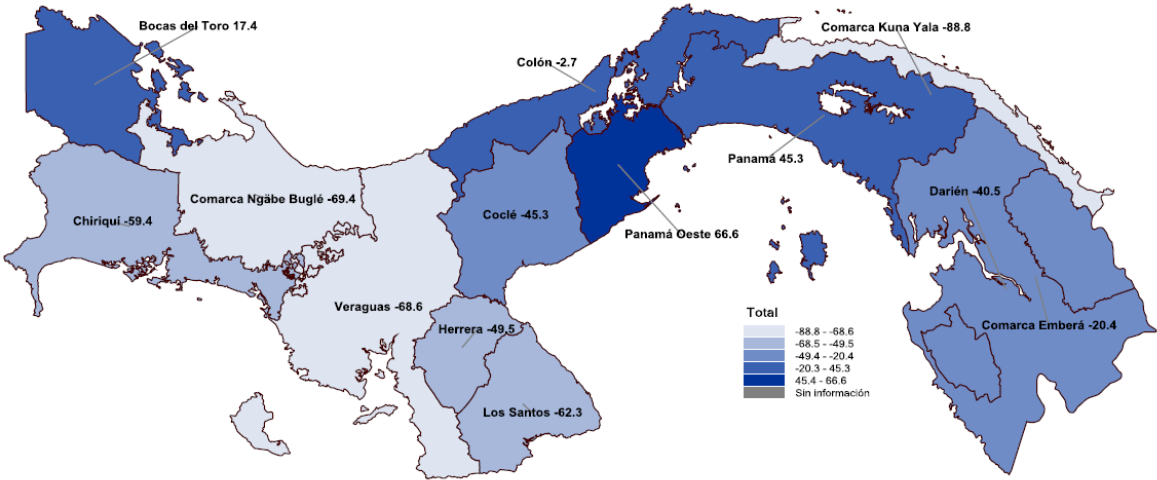 Bocas del Toro 17.4
Comarca Kuna Yala -88.8
Colón -2.7
Panamá 45.3
Comarca Ngäbe Buglé -69.4
Darién -40.5
Chiriquí -59.4
Coclé -45.3
Panamá Oeste 66.6
Veraguas -68.6
Herrera -49.5
Comarca Emberá -20.4
Los Santos -62.3
Total
-88.8 - -68.6
-68.5 - -49.5
-49.4 - -20.4
-20.3 - 45.3
45.4 - 66.6
Sin información